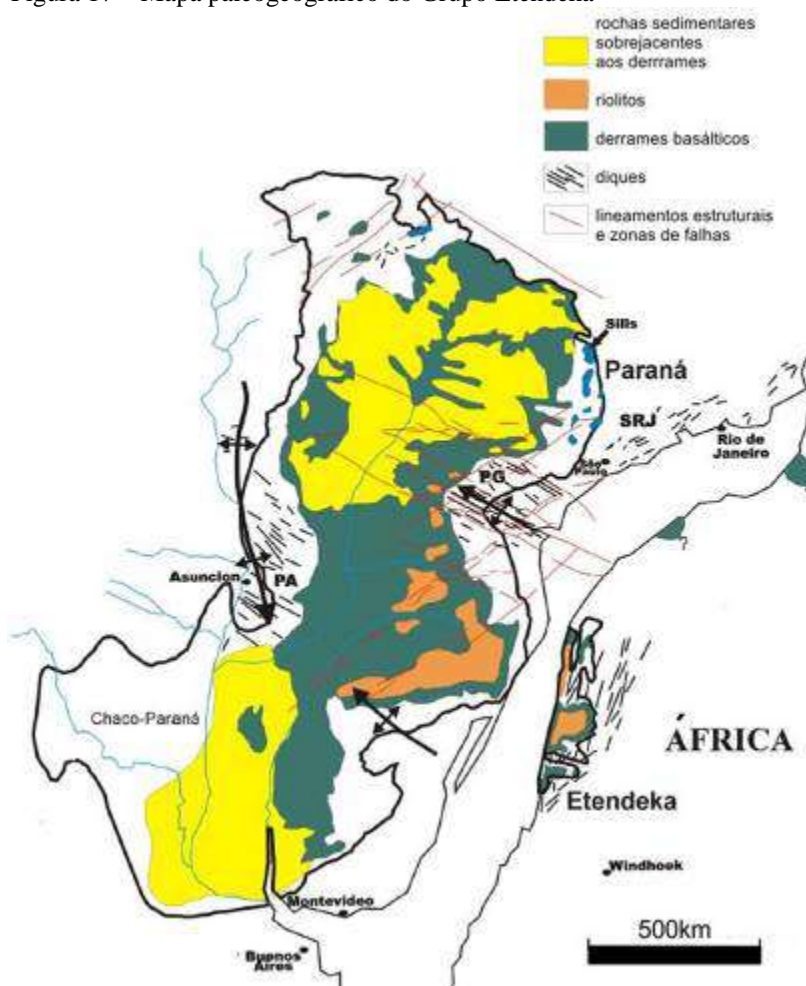 Figura 17 – Mapa paleogeográfico do Grupo Etendeka
rochas sedimentares
sobrejacentes
aos derrrames
riolitos
derrames basálticos
diques
lineamentos estruturais
e zonas de falhas
Sills
Paraná
SRJ
Rio de
Janeiro
São
Paulo
PG
Asuncion
PA
Chaco-Paraná
ÁFRICA
Etendeka
Windhoek
Montevideo
Buenos
Aires
500km